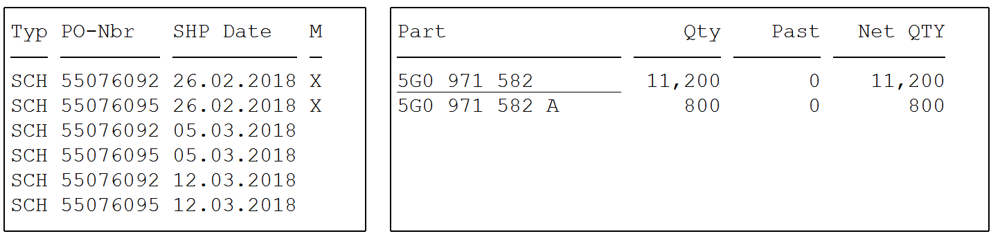 Typ PO-Nbr SHP Date M
SCH 55076092 26.02.2018 X
SCH 55076095 26.02.2018 X
SCH 55076092 05.03.2018
SCH 55076095 05.03.2018
SCH 55076092 12.03.2018
SCH 55076095 12.03.2018
Part Qty Past Net QTY
5G0 971 582 11,200 0 11,200
5G0 971 582 A 800 0 800